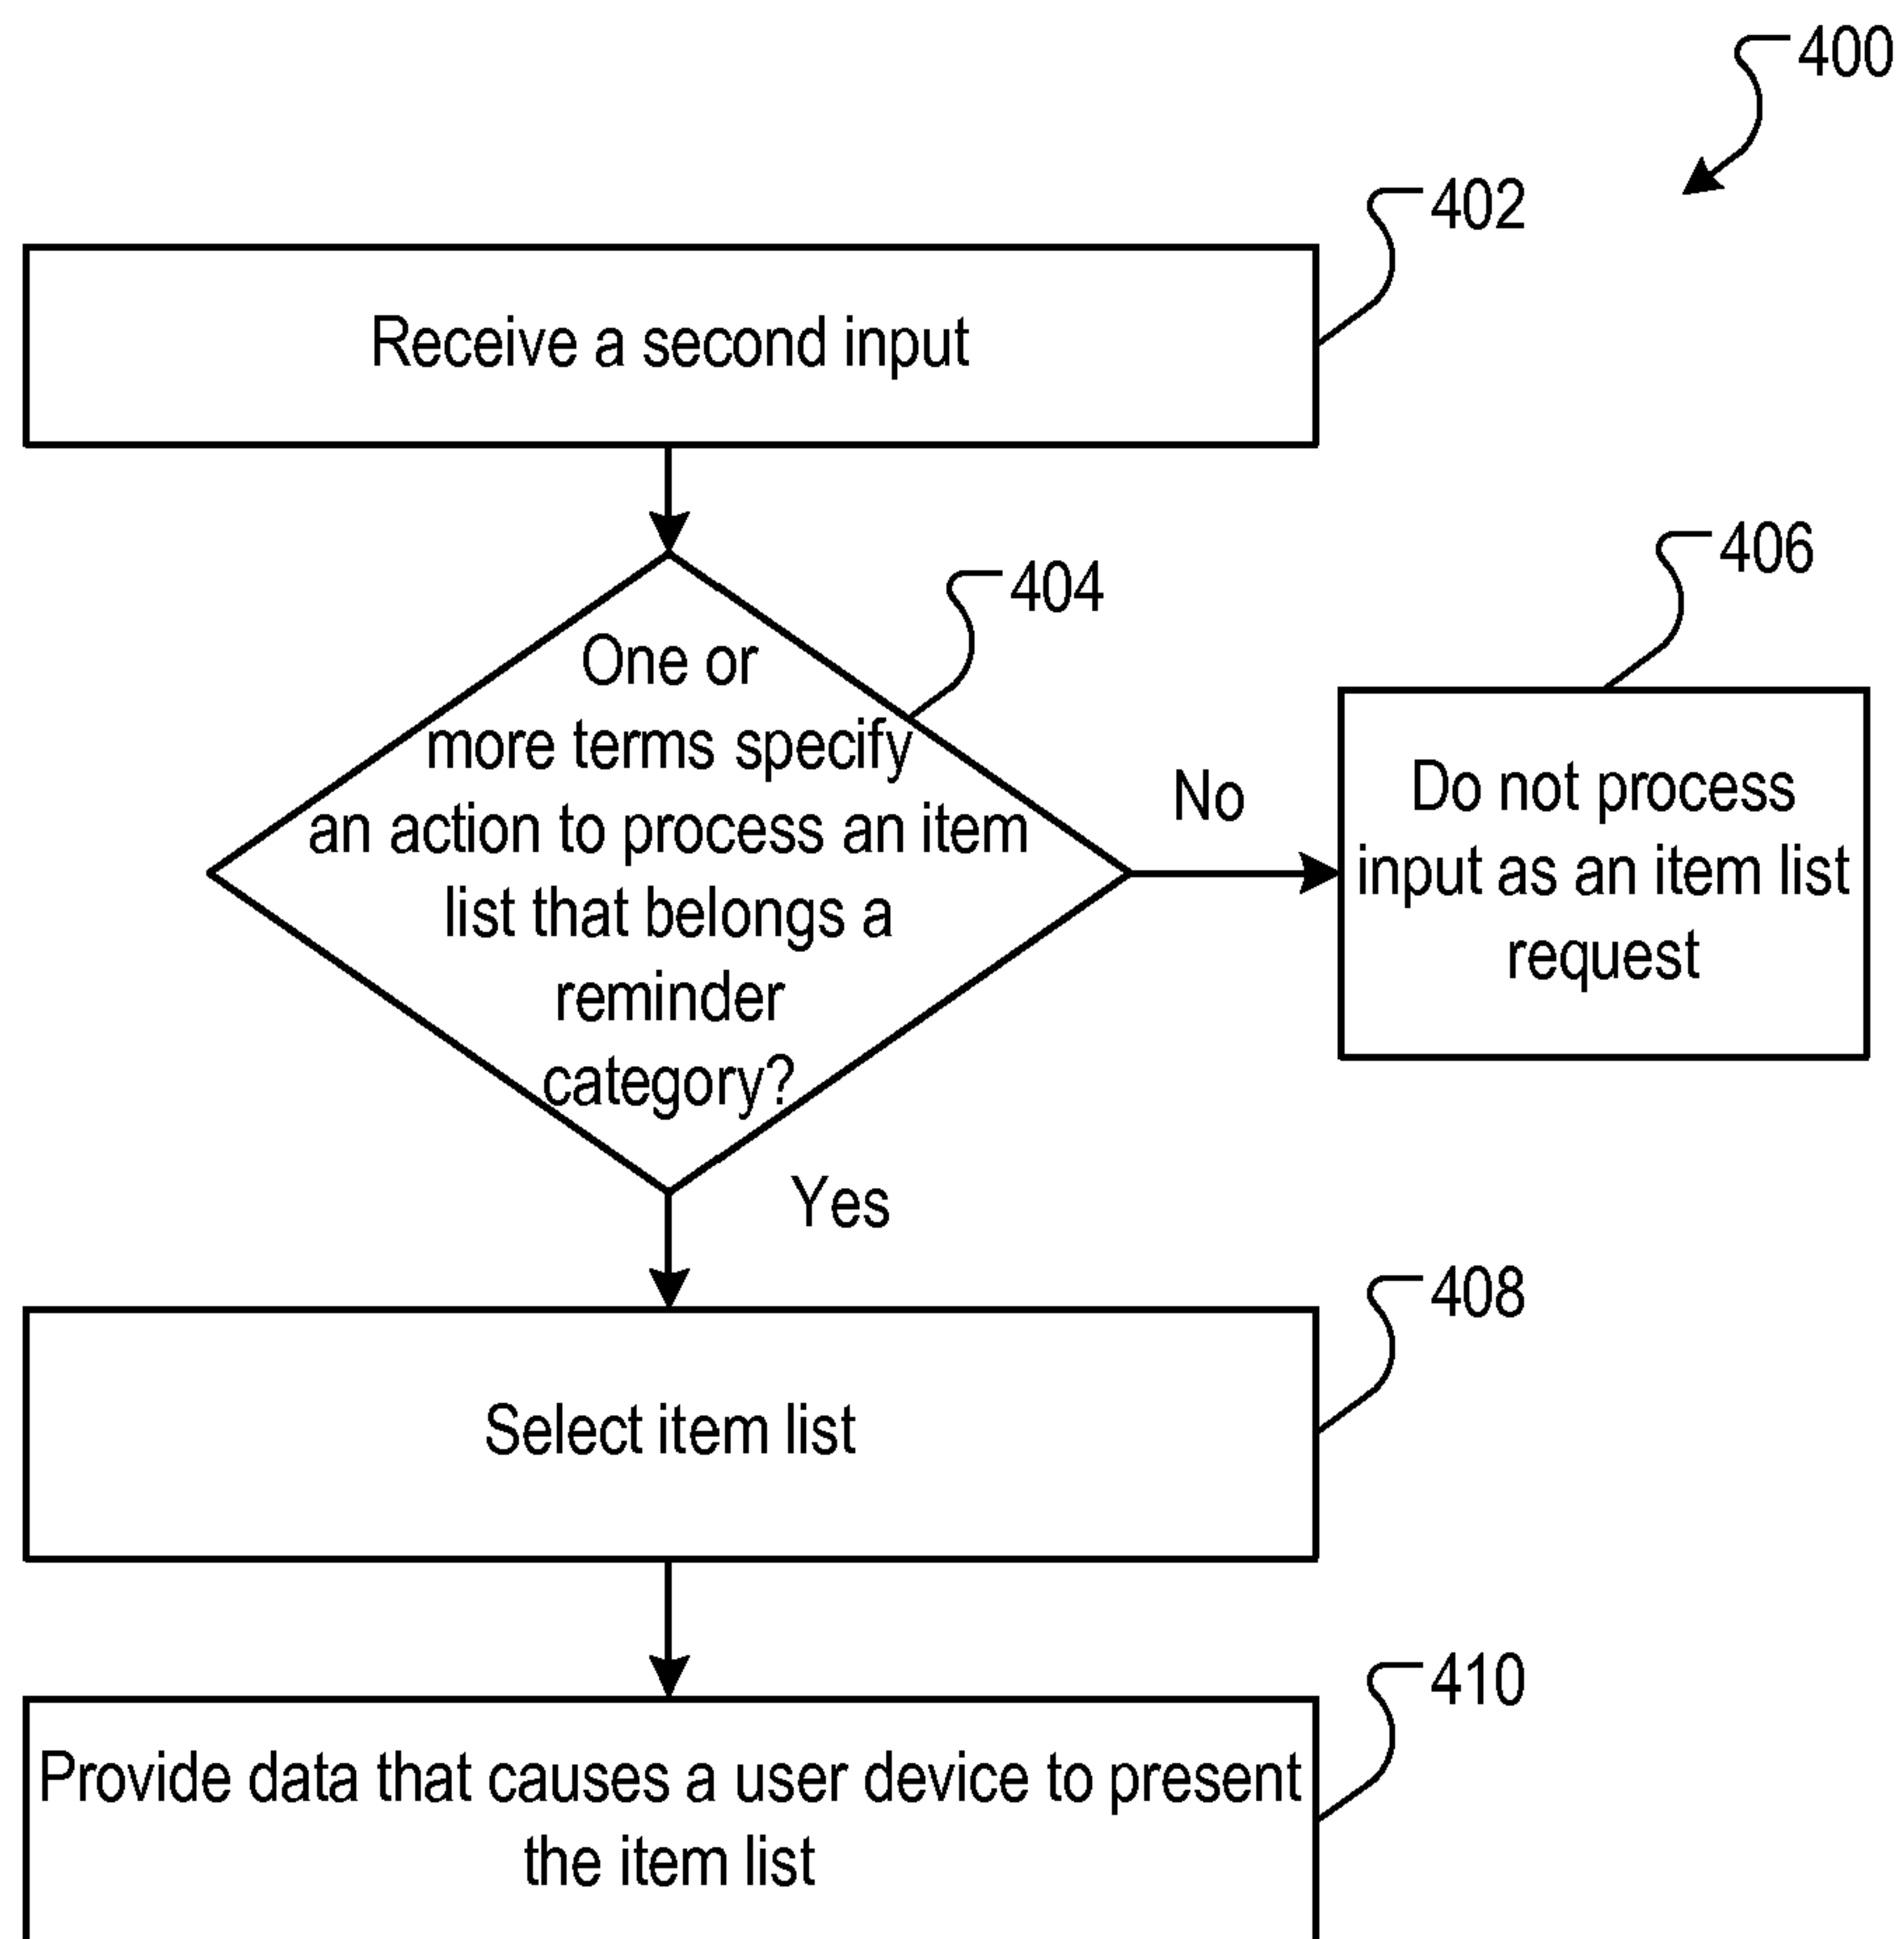 400
402
Receive a second input
404
One or
more terms specify
an action to process an item
list that belongs a
reminder
category?
No
406
Do not process
input as an item list
request
Yes
408
Select item list
410
Provide data that causes a user device to present
the item list